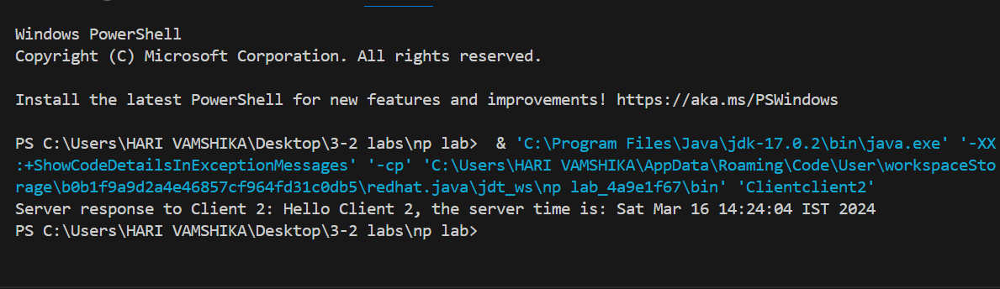 Windows PowerShell
Copyright (C) Microsoft Corporation. All rights reserved.
Install the latest PowerShell for new features and improvements! https://aka.ms/PSWindows
PS C:\Users\HARI VAMSHIKA\Desktop\3-2 labs\np lab>  & 'C:\Program Files\Java\jdk-17.0.2\bin\java.exe' '-XX
:+ShowCodeDetailsInExceptionMessages' '-cp' 'C:\Users\HARI VAMSHIKA\AppData\Roaming\Code\User\workspaceSto
rage\b0b1f9a9d2a4e46857cf964fd31c0db5\redhat.java\jdt_ws\np lab_4a9e1f67\bin' 'Clientclient2'
Server response to Client 2: Hello Client 2, the server time is: Sat Mar 16 14:24:04 IST 2024
PS C:\Users\HARI VAMSHIKA\Desktop\3-2 labs\np lab>